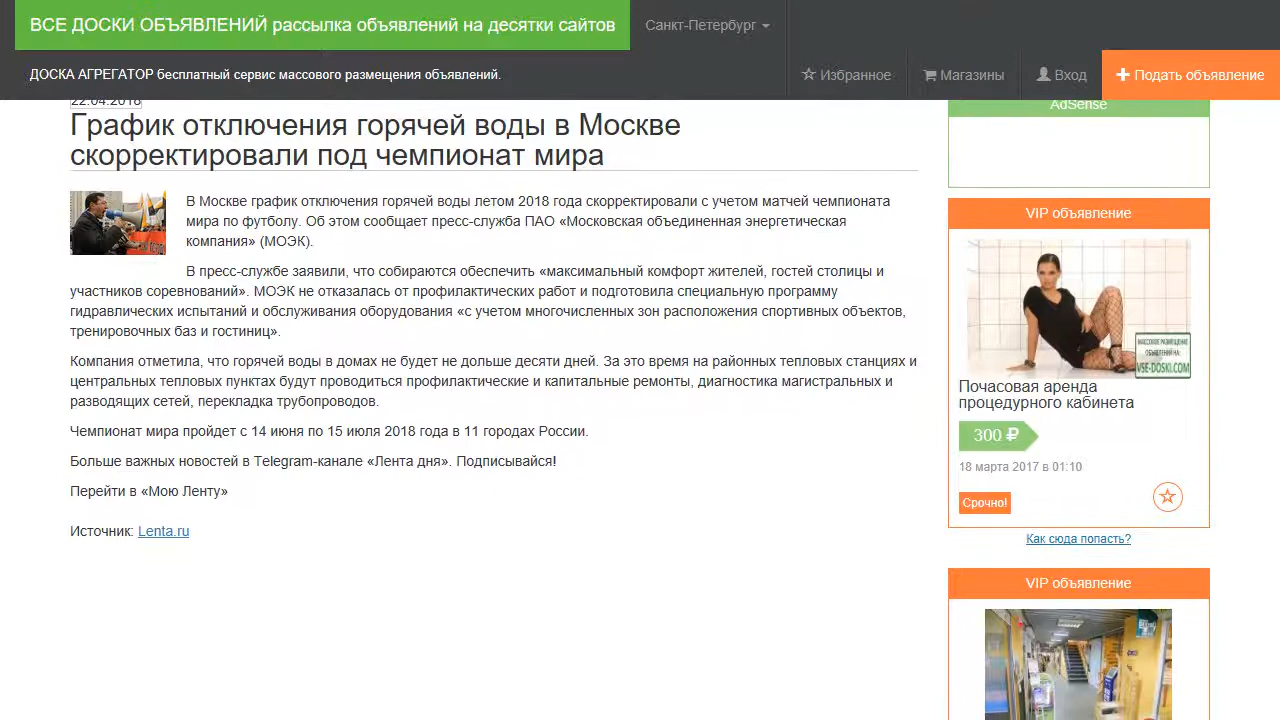 ВСЕ ДОСКИ ОБЪЯВЛЕНИЙ рассылка объявлений на десятки сайтов
Санкт-Петербург
ДОСКА АГРЕГАТОР бесплатный сервис массового размещения объявлений.
Избранное
Магазины
Вход
Подать объявление
22.04.2018
График отключения горячей воды в Москве
скорректировали под чемпионат мира
В Москве график отключения горячей воды летом 2018 года скорректировали с учетом матчей чемпионата
мира по футболу. Об этом сообщает пресс-служба ПАО «Московская объединенная энергетическая
компания» (МОЭК).
В пресс-службе заявили, что собираются обеспечить «максимальный комфорт жителей, гостей столицы и
участников соревнований». МОЭК не отказалась от профилактических работ и подготовила специальную программу
гидравлических испытаний и обслуживания оборудования «с учетом многочисленных зон расположения спортивных объектов,
тренировочных баз и гостиниц».
Компания отметила, что горячей воды в домах не будет не дольше десяти дней. За это время на районных тепловых станциях и
центральных тепловых пунктах будут проводиться профилактические и капитальные ремонты, диагностика магистральных и
разводящих сетей, перекладка трубопроводов.
Чемпионат мира пройдет с 14 июня по 15 июля 2018 года в 11 городах России.
Больше важных новостей в Telegram-канале «Лента дня». Подписывайся!
Перейти в «Мою Ленту»
Источник: Lenta.ru
AdSense
VIP объявление
МАССОВОЕ РАЗМЕЩЕНИЕ
ОБЪЯВЛЕНИЙ НА:
VSE-DOSKI.COM
Почасовая аренда
процедурного кабинета
300 ₽
18 марта 2017 в 01:10
Срочно!
Как сюда попасть?
VIP объявление